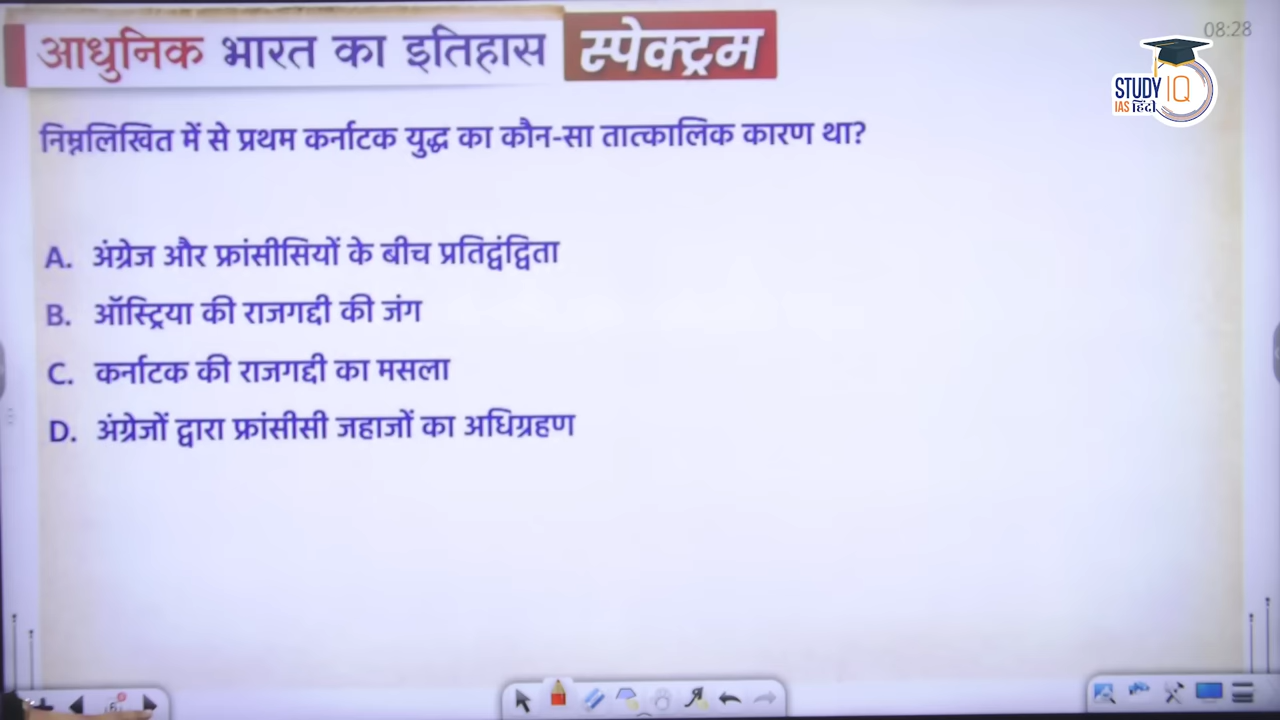 आधुनिक भारत का इतिहास स्पेक्ट्रम
08:28
STUDY IQ
IAS हिंदी
निम्नलिखित में से प्रथम कर्नाटक युद्ध का कौन-सा तात्कालिक कारण था?
A. अंग्रेज और फ्रांसीसियों के बीच प्रतिद्वंद्विता
B. ऑस्ट्रिया की राजगद्दी की जंग
C. कर्नाटक की राजगद्दी का मसला
D. अंग्रेजों द्वारा फ्रांसीसी जहाजों का अधिग्रहण